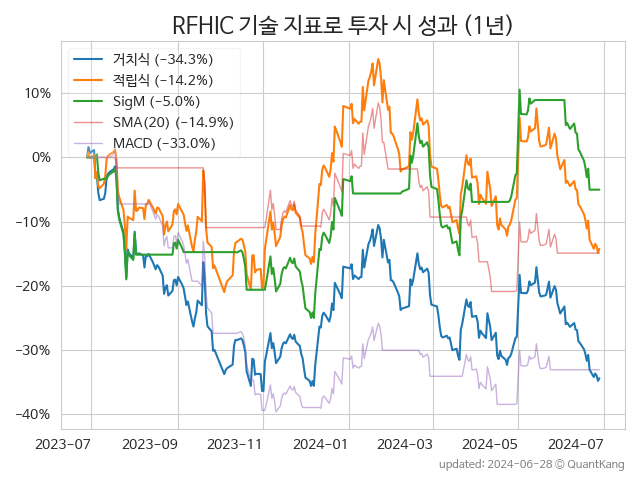 RFHIC 기술 지표로 투자 시 성과 (1년)
거치식 (−34.3%)
적립식 (−14.2%)
SigM (−5.0%)
SMA(20) (−14.9%)
MACD (−33.0%)
10%
0%
−10%
−20%
−30%
−40%
2023-07 2023-09 2023-11 2024-01 2024-03 2024-05 2024-07
updated: 2024-06-28 © QuantKang